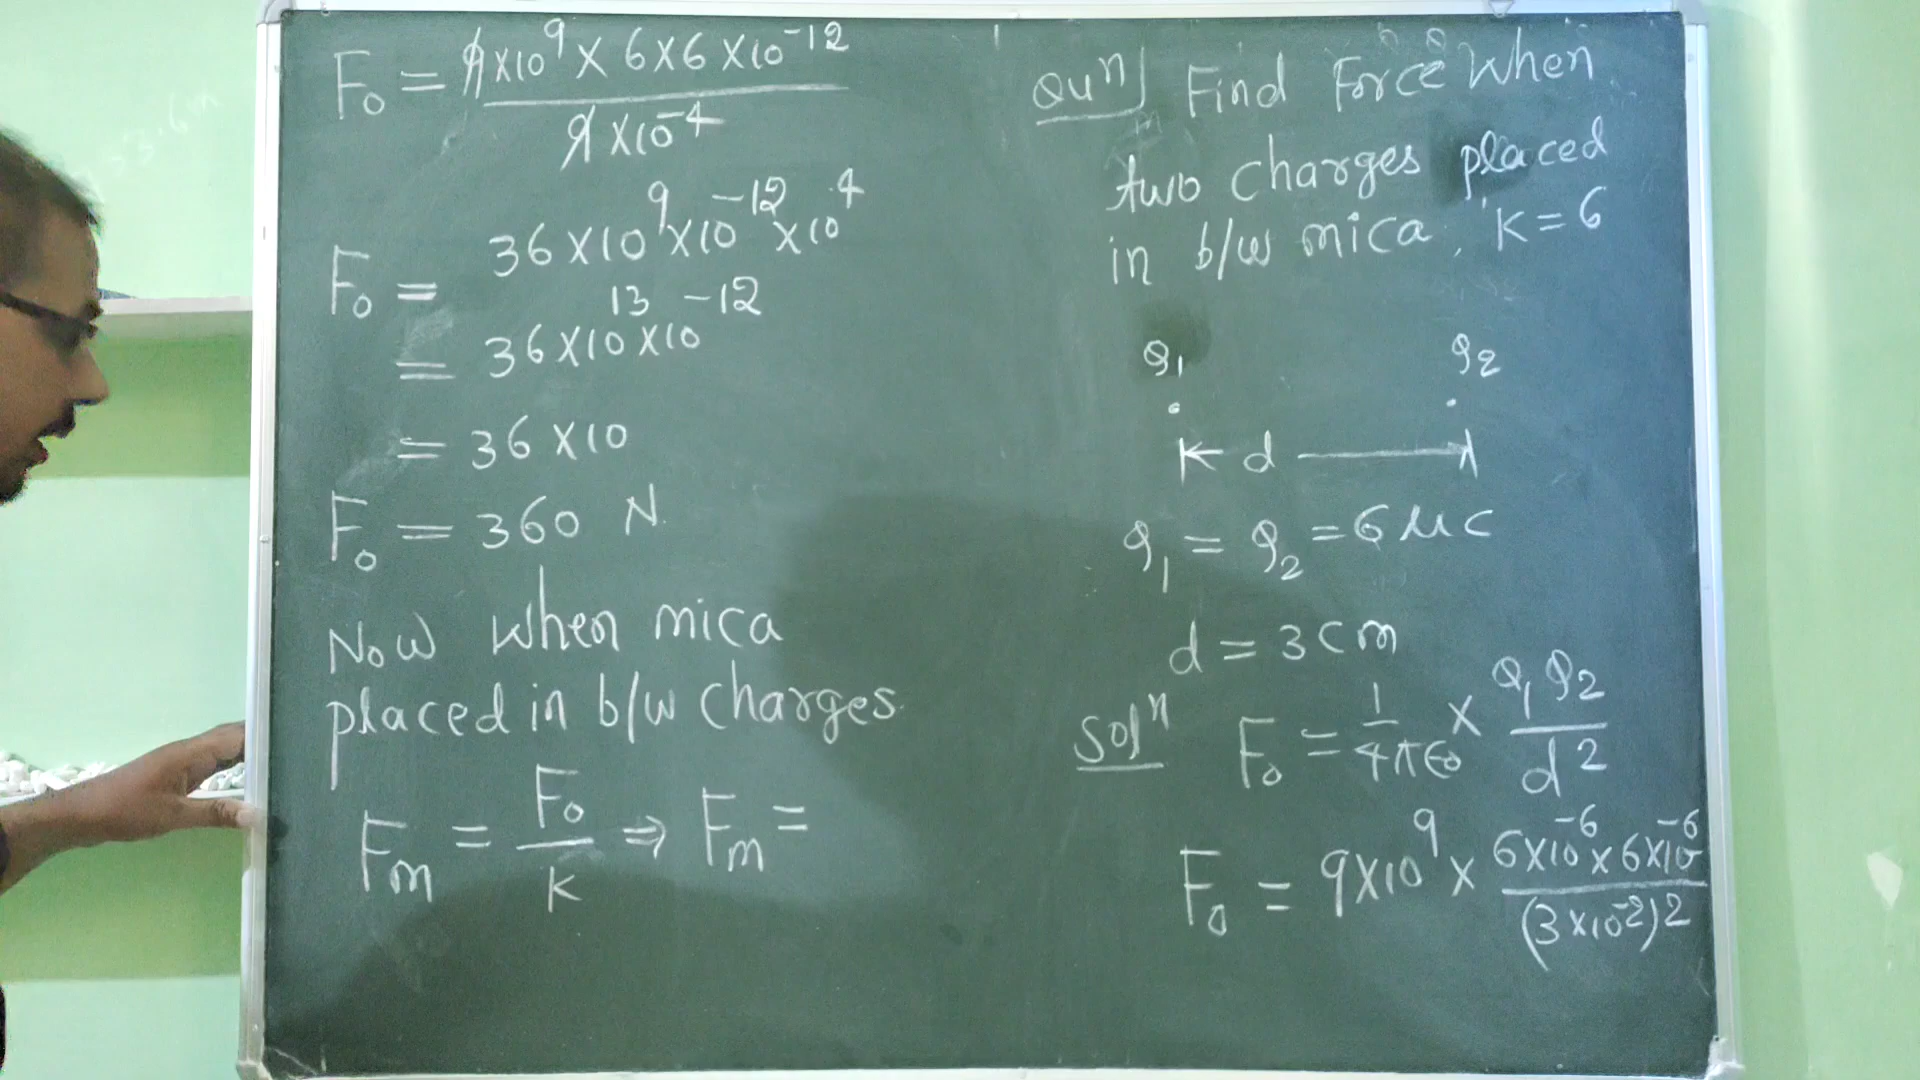 Quⁿ) Find Force When
two charges placed
in b/w mica, K = 6
q₁ q₂
d
q₁ = q₂ = 6 μC
d = 3cm
Solⁿ F₀ = 1/4πϵ₀ × q₁q₂/d²
F₀ = 9×10⁹ × 6×10⁻⁶×6×10⁻⁶/(3×10⁻²)²
F₀ = 9×10⁹×6×6×10⁻¹²/9×10⁻⁴
F₀ = 36×10⁹×10⁻¹²×10⁴
= 36×10¹³×10⁻¹²
= 36×10
F₀ = 360 N
Now When mica
placed in b/w charges
Fm = F₀/K ⇒ Fm =